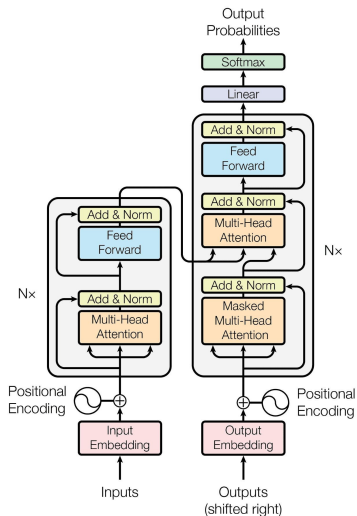 Output
Probabilities
Softmax
Linear
Add & Norm
Feed
Forward
Add & Norm
Multi-Head
Attention
Add & Norm
Masked
Multi-Head
Attention
N×
Add & Norm
Feed
Forward
Add & Norm
Multi-Head
Attention
N×
Positional
Encoding
Positional
Encoding
Input
Embedding
Output
Embedding
Inputs
Outputs
(shifted right)